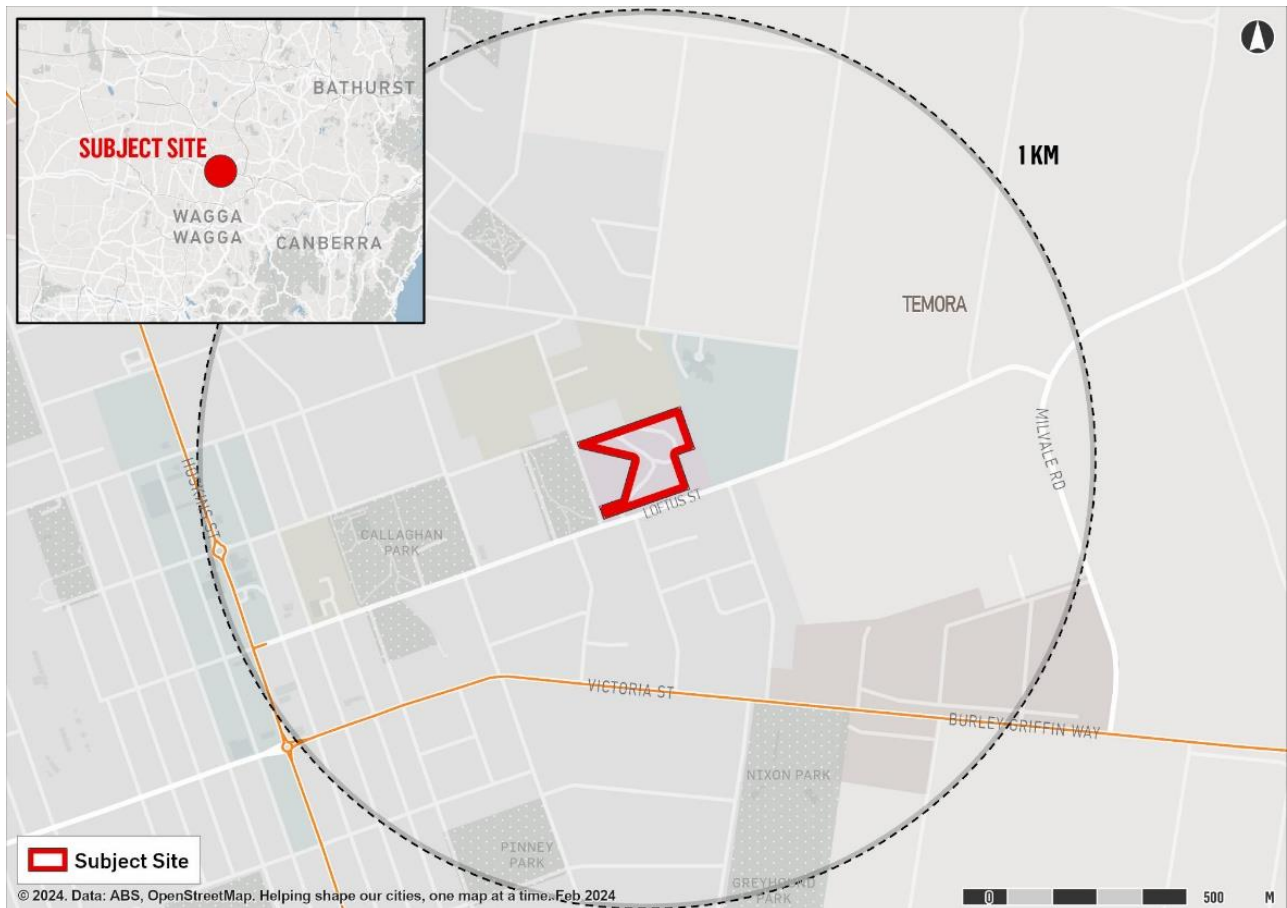 BATHURST
SUBJECT SITE
WAGGA
WAGGA
CANBERRA
1 KM
TEMORA
MILVALE RD
HOSKINS ST
LOFTUS ST
CALLAGHAN
PARK
VICTORIA ST
BURLEY GRIFFIN WAY
NIXON PARK
PINNEY
PARK
GREYHOUND
PARK
Subject Site
© 2024. Data: ABS, OpenStreetMap. Helping shape our cities, one map at a time. Feb 2024
0 500 M